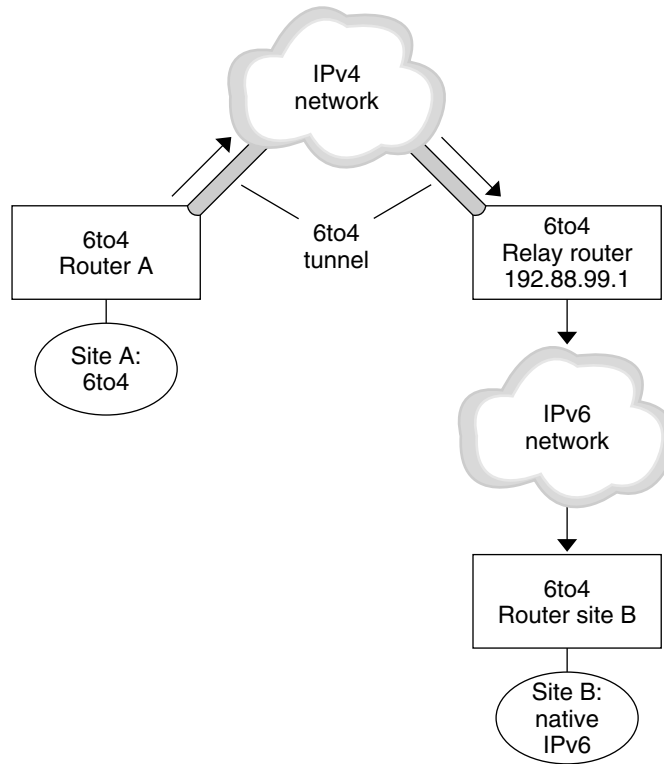 IPv4
network
6to4
Router A
6to4
tunnel
6to4
Relay router
192.88.99.1
Site A:
6to4
IPv6
network
6to4
Router site B
Site B:
native
IPv6